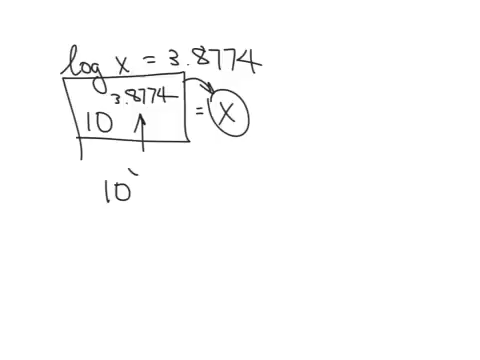 log x = 3.8774
10^3.8774 = x
10